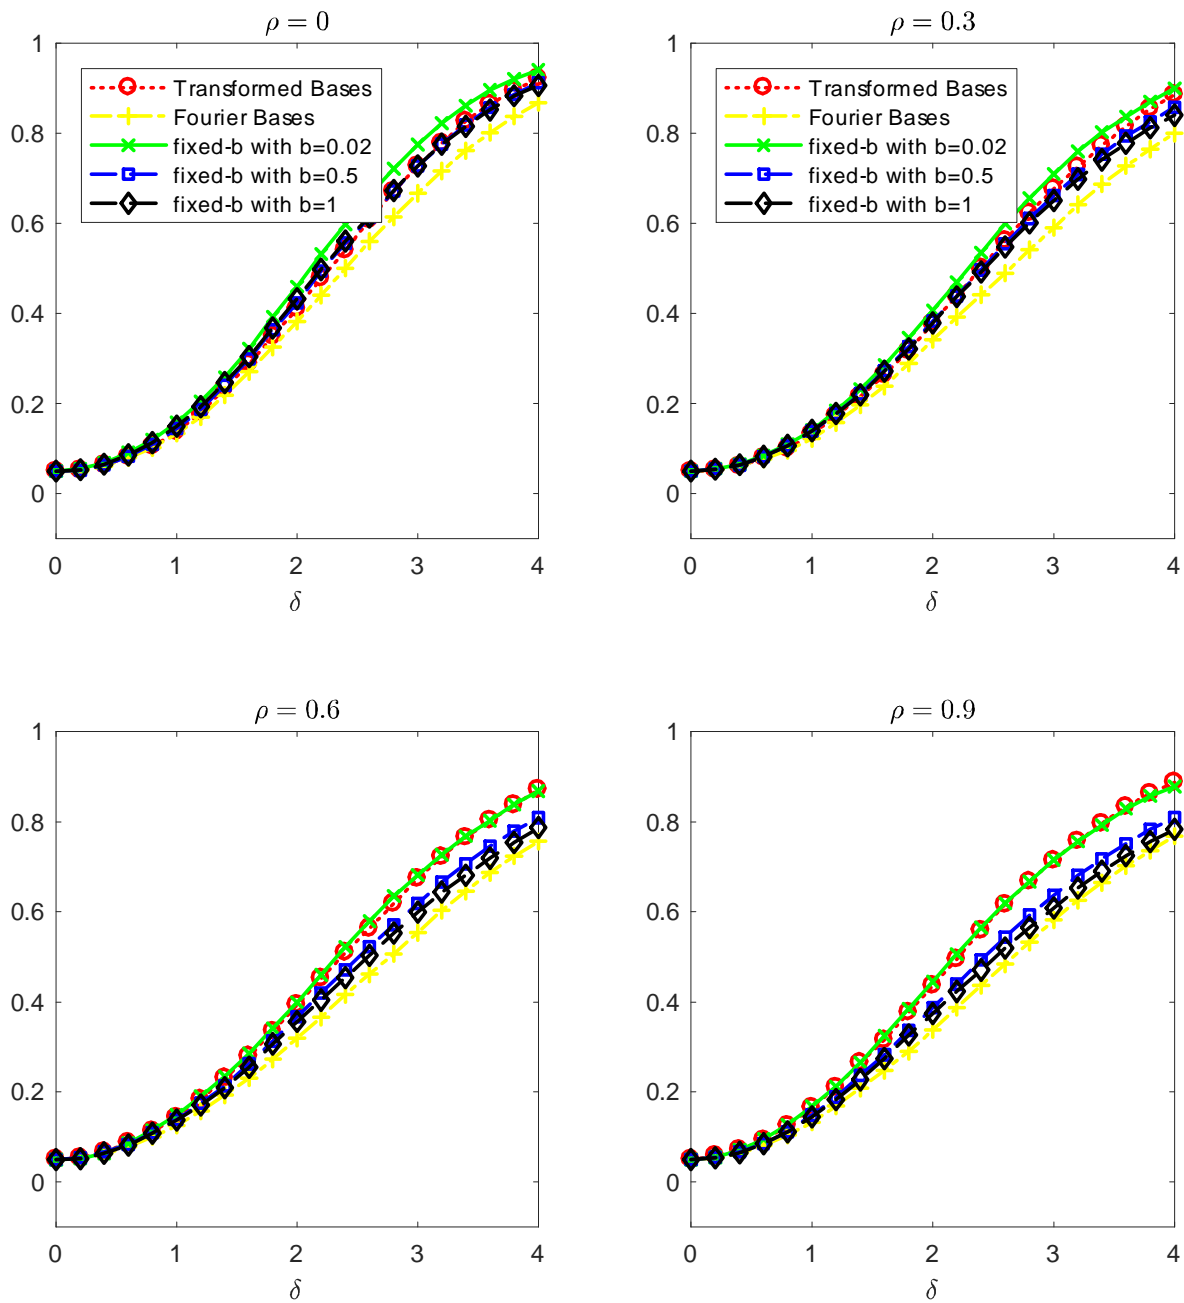 ρ = 0
1
0.8
0.6
0.4
0.2
0
0 1 2 3 4
δ
Transformed Bases
Fourier Bases
fixed-b with b=0.02
fixed-b with b=0.5
fixed-b with b=1
ρ = 0.3
1
0.8
0.6
0.4
0.2
0
0 1 2 3 4
δ
Transformed Bases
Fourier Bases
fixed-b with b=0.02
fixed-b with b=0.5
fixed-b with b=1
ρ = 0.6
1
0.8
0.6
0.4
0.2
0
0 1 2 3 4
δ
ρ = 0.9
1
0.8
0.6
0.4
0.2
0
0 1 2 3 4
δ